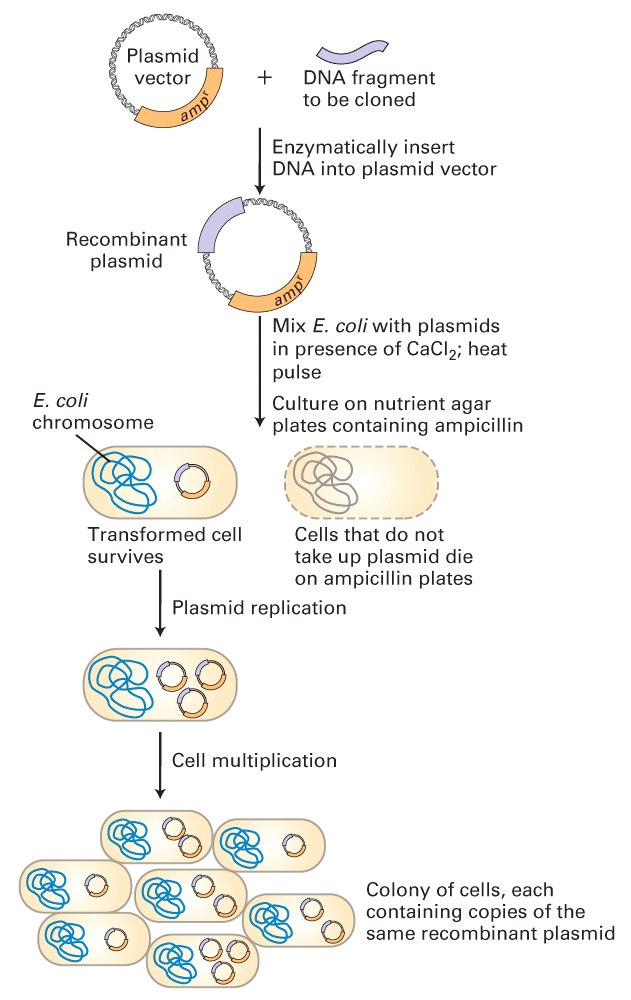 Plasmid
vector
amp^r
+
DNA fragment
to be cloned
Enzymatically insert
DNA into plasmid vector
Recombinant
plasmid
amp^r
Mix E. coli with plasmids
in presence of CaCl₂; heat
pulse
Culture on nutrient agar
plates containing ampicillin
E. coli
chromosome
Transformed cell
survives
Cells that do not
take up plasmid die
on ampicillin plates
Plasmid replication
Cell multiplication
Colony of cells, each
containing copies of the
same recombinant plasmid